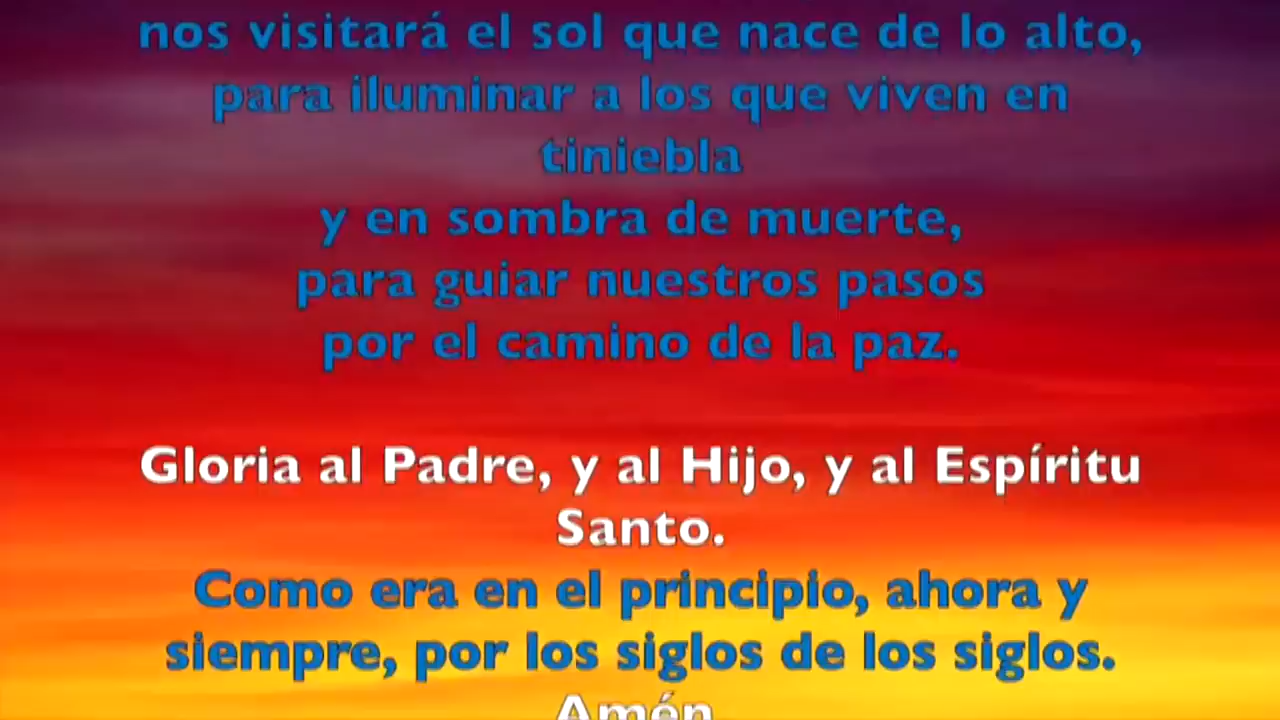 nos visitará el sol que nace de lo alto,
para iluminar a los que viven en
tiniebla
y en sombra de muerte,
para guiar nuestros pasos
por el camino de la paz.
Gloria al Padre, y al Hijo, y al Espíritu
Santo.
Como era en el principio, ahora y
siempre, por los siglos de los siglos.
Amén